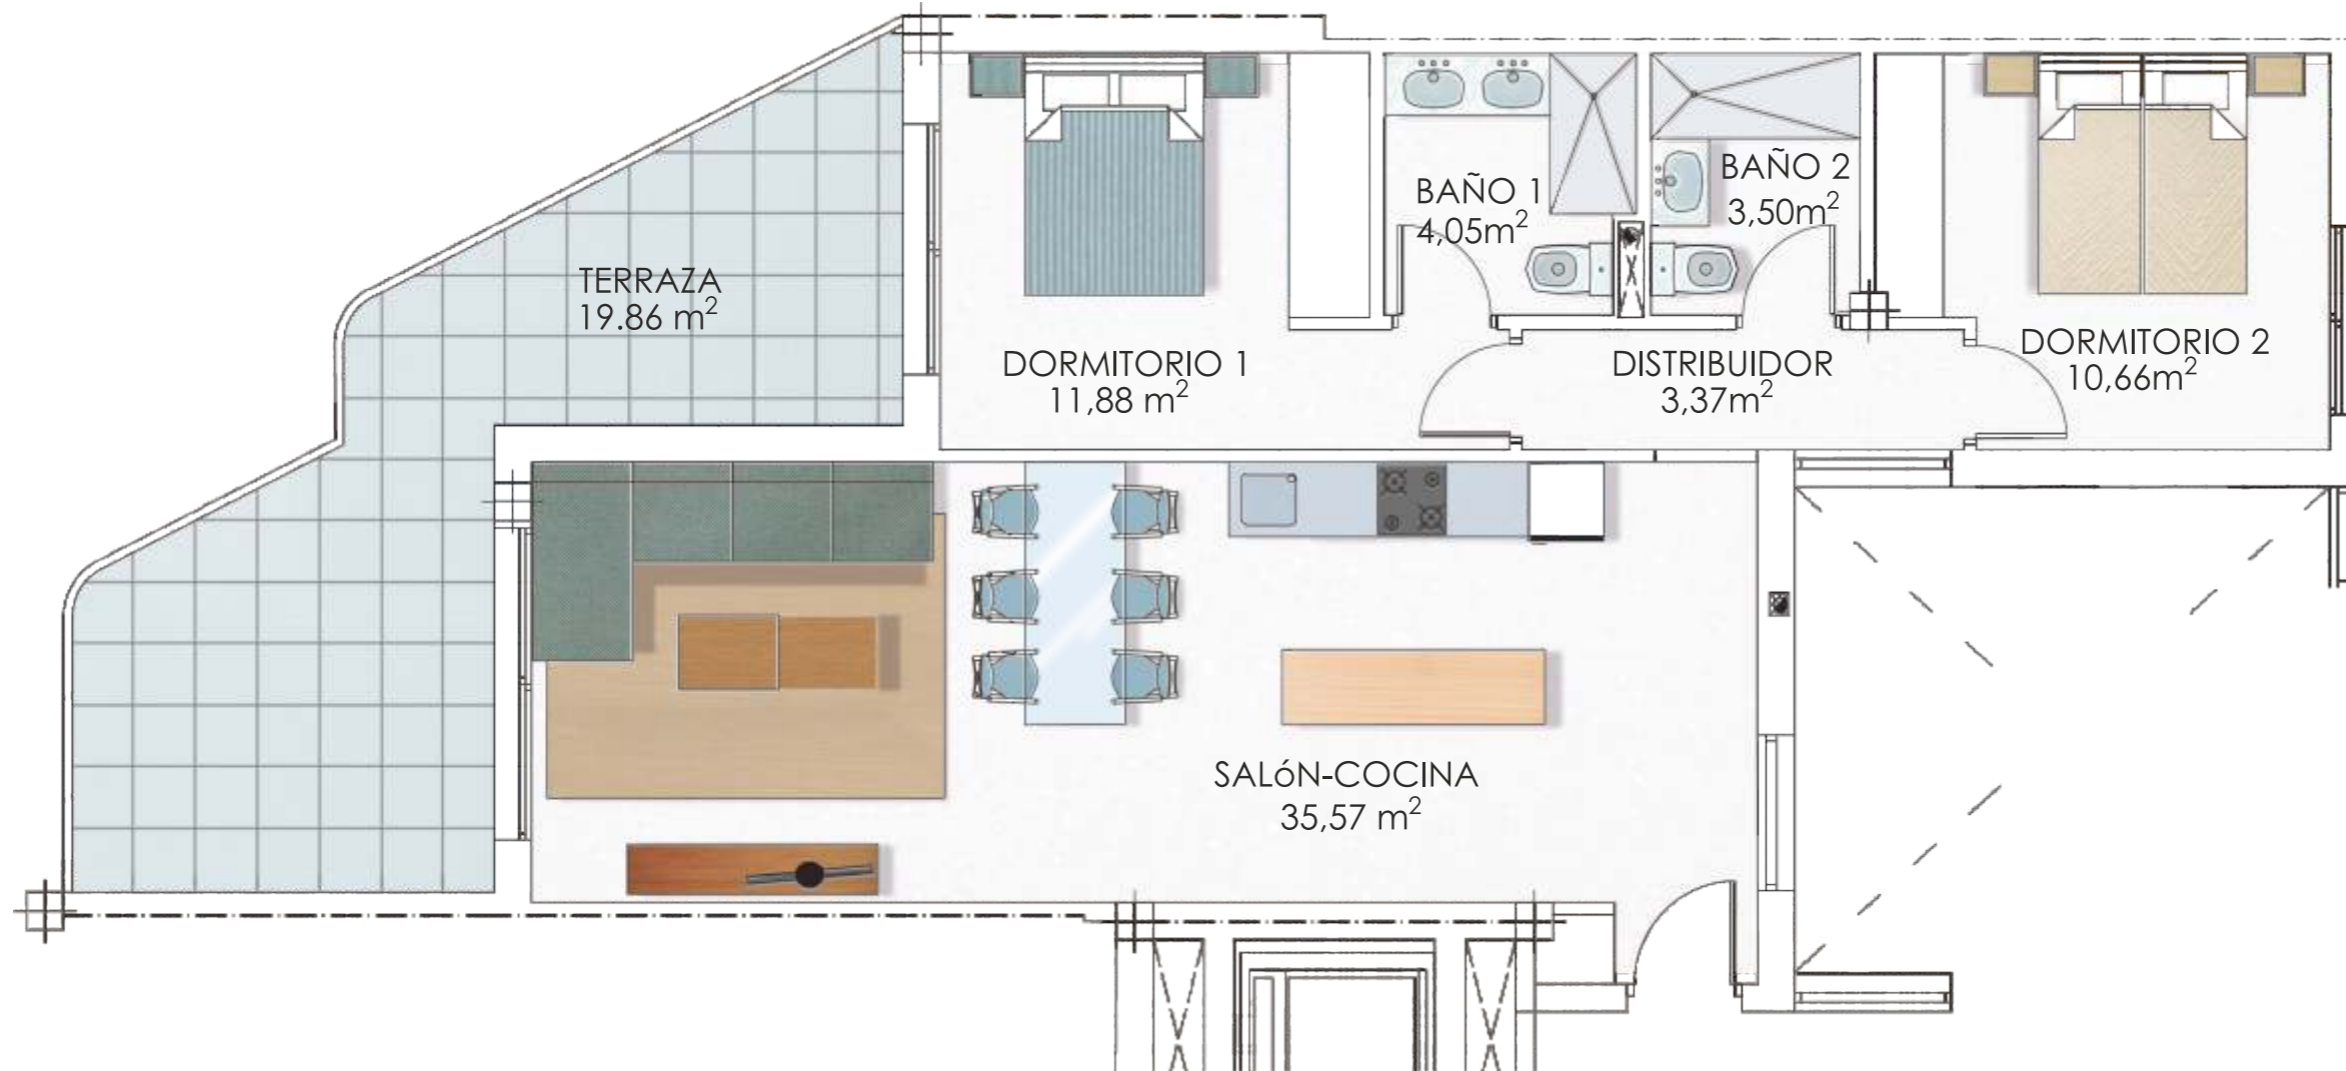 TERRAZA
19.86 m²
DORMITORIO 1
11,88 m²
BAÑO 1
4,05m²
BAÑO 2
3,50m²
DISTRIBUIDOR
3,37m²
DORMITORIO 2
10,66m²
SALóN-COCINA
35,57 m²